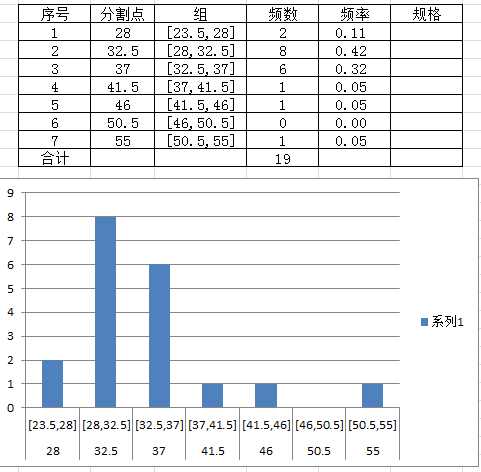 序号 分割点 组 频数 频率 规格
1 28 [23.5,28] 2 0.11
2 32.5 [28,32.5] 8 0.42
3 37 [32.5,37] 6 0.32
4 41.5 [37,41.5] 1 0.05
5 46 [41.5,46] 1 0.05
6 50.5 [46,50.5] 0 0.00
7 55 [50.5,55] 1 0.05
合计 19
9
8
7
6
5
4
3
2
1
0
系列1
[23.5,28] [28,32.5] [32.5,37] [37,41.5] [41.5,46] [46,50.5] [50.5,55]
28 32.5 37 41.5 46 50.5 55